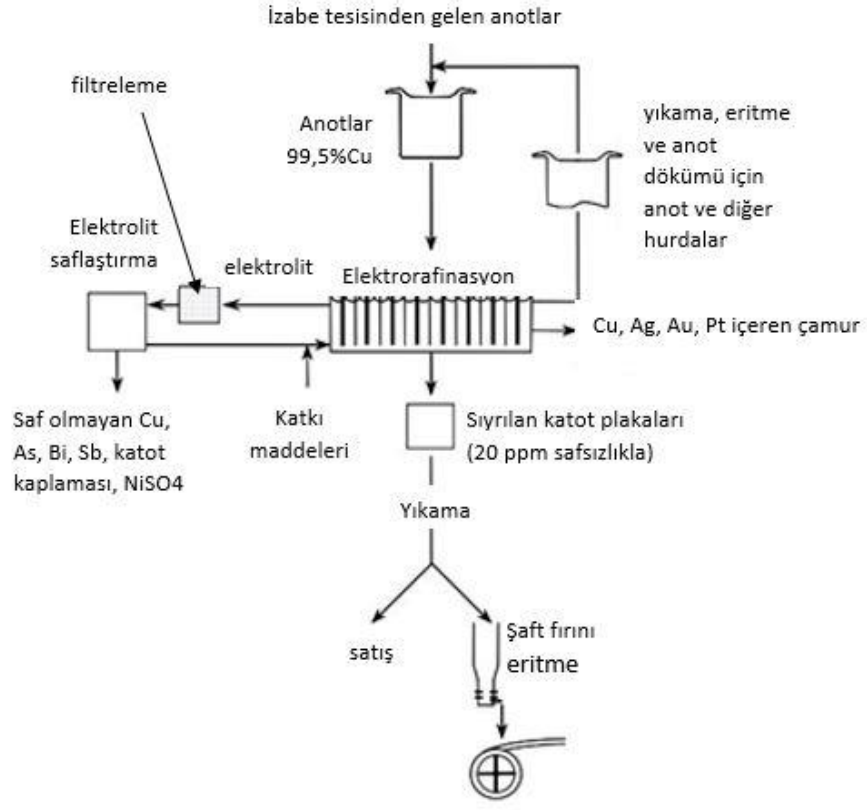 İzabe tesisinden gelen anotlar
filtreleme
Anotlar
99,5%Cu
yıkama, eritme
ve anot
dökümü için
anot ve diğer
hurdalar
Elektrolit
saflaştırma
elektrolit
Elektrorafinasyon
Cu, Ag, Au, Pt içeren çamur
Saf olmayan Cu,
As, Bi, Sb, katot
kaplaması, NiSO4
Katkı
maddeleri
Sıyrılan katot plakaları
(20 ppm safsızlıkla)
Yıkama
satış
Şaft fırını
eritme